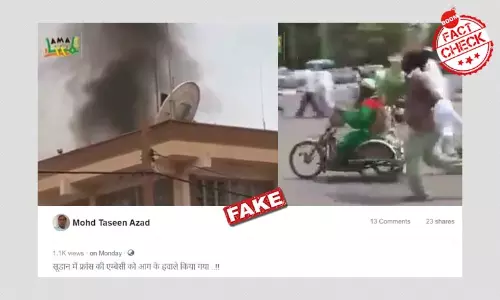 AMA
BOOM
FACT
CHECK
FAKE
Mohd Taseen Azad
13 Comments 23 shares
1.1K views · on Monday ·
सूडान में फ्रांस की एम्बेसी को आग के हवाले किया गया ..!!